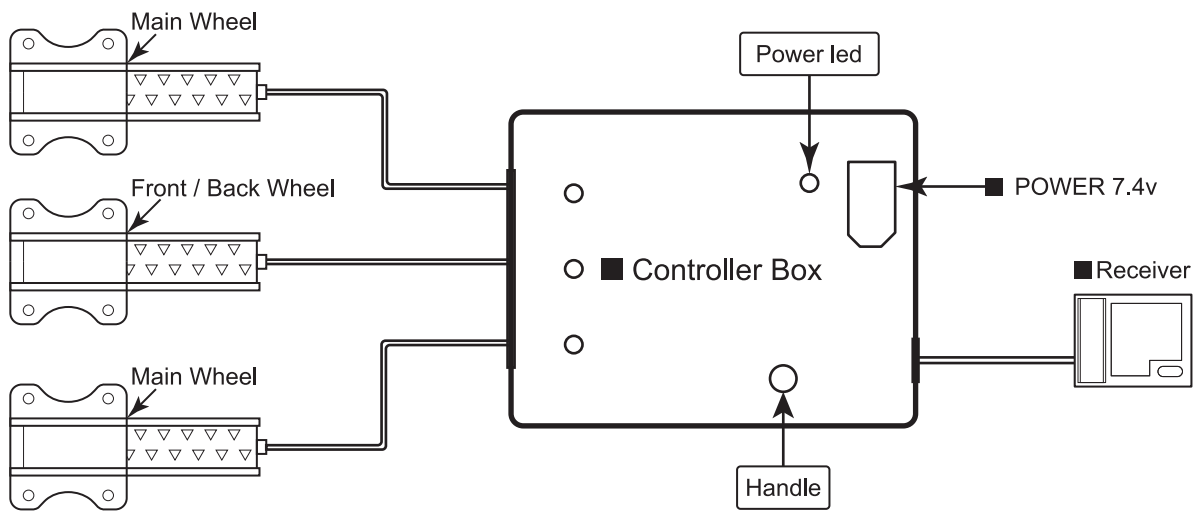 Main Wheel
Power led
Front / Back Wheel
POWER 7.4v
Controller Box
Receiver
Main Wheel
Handle